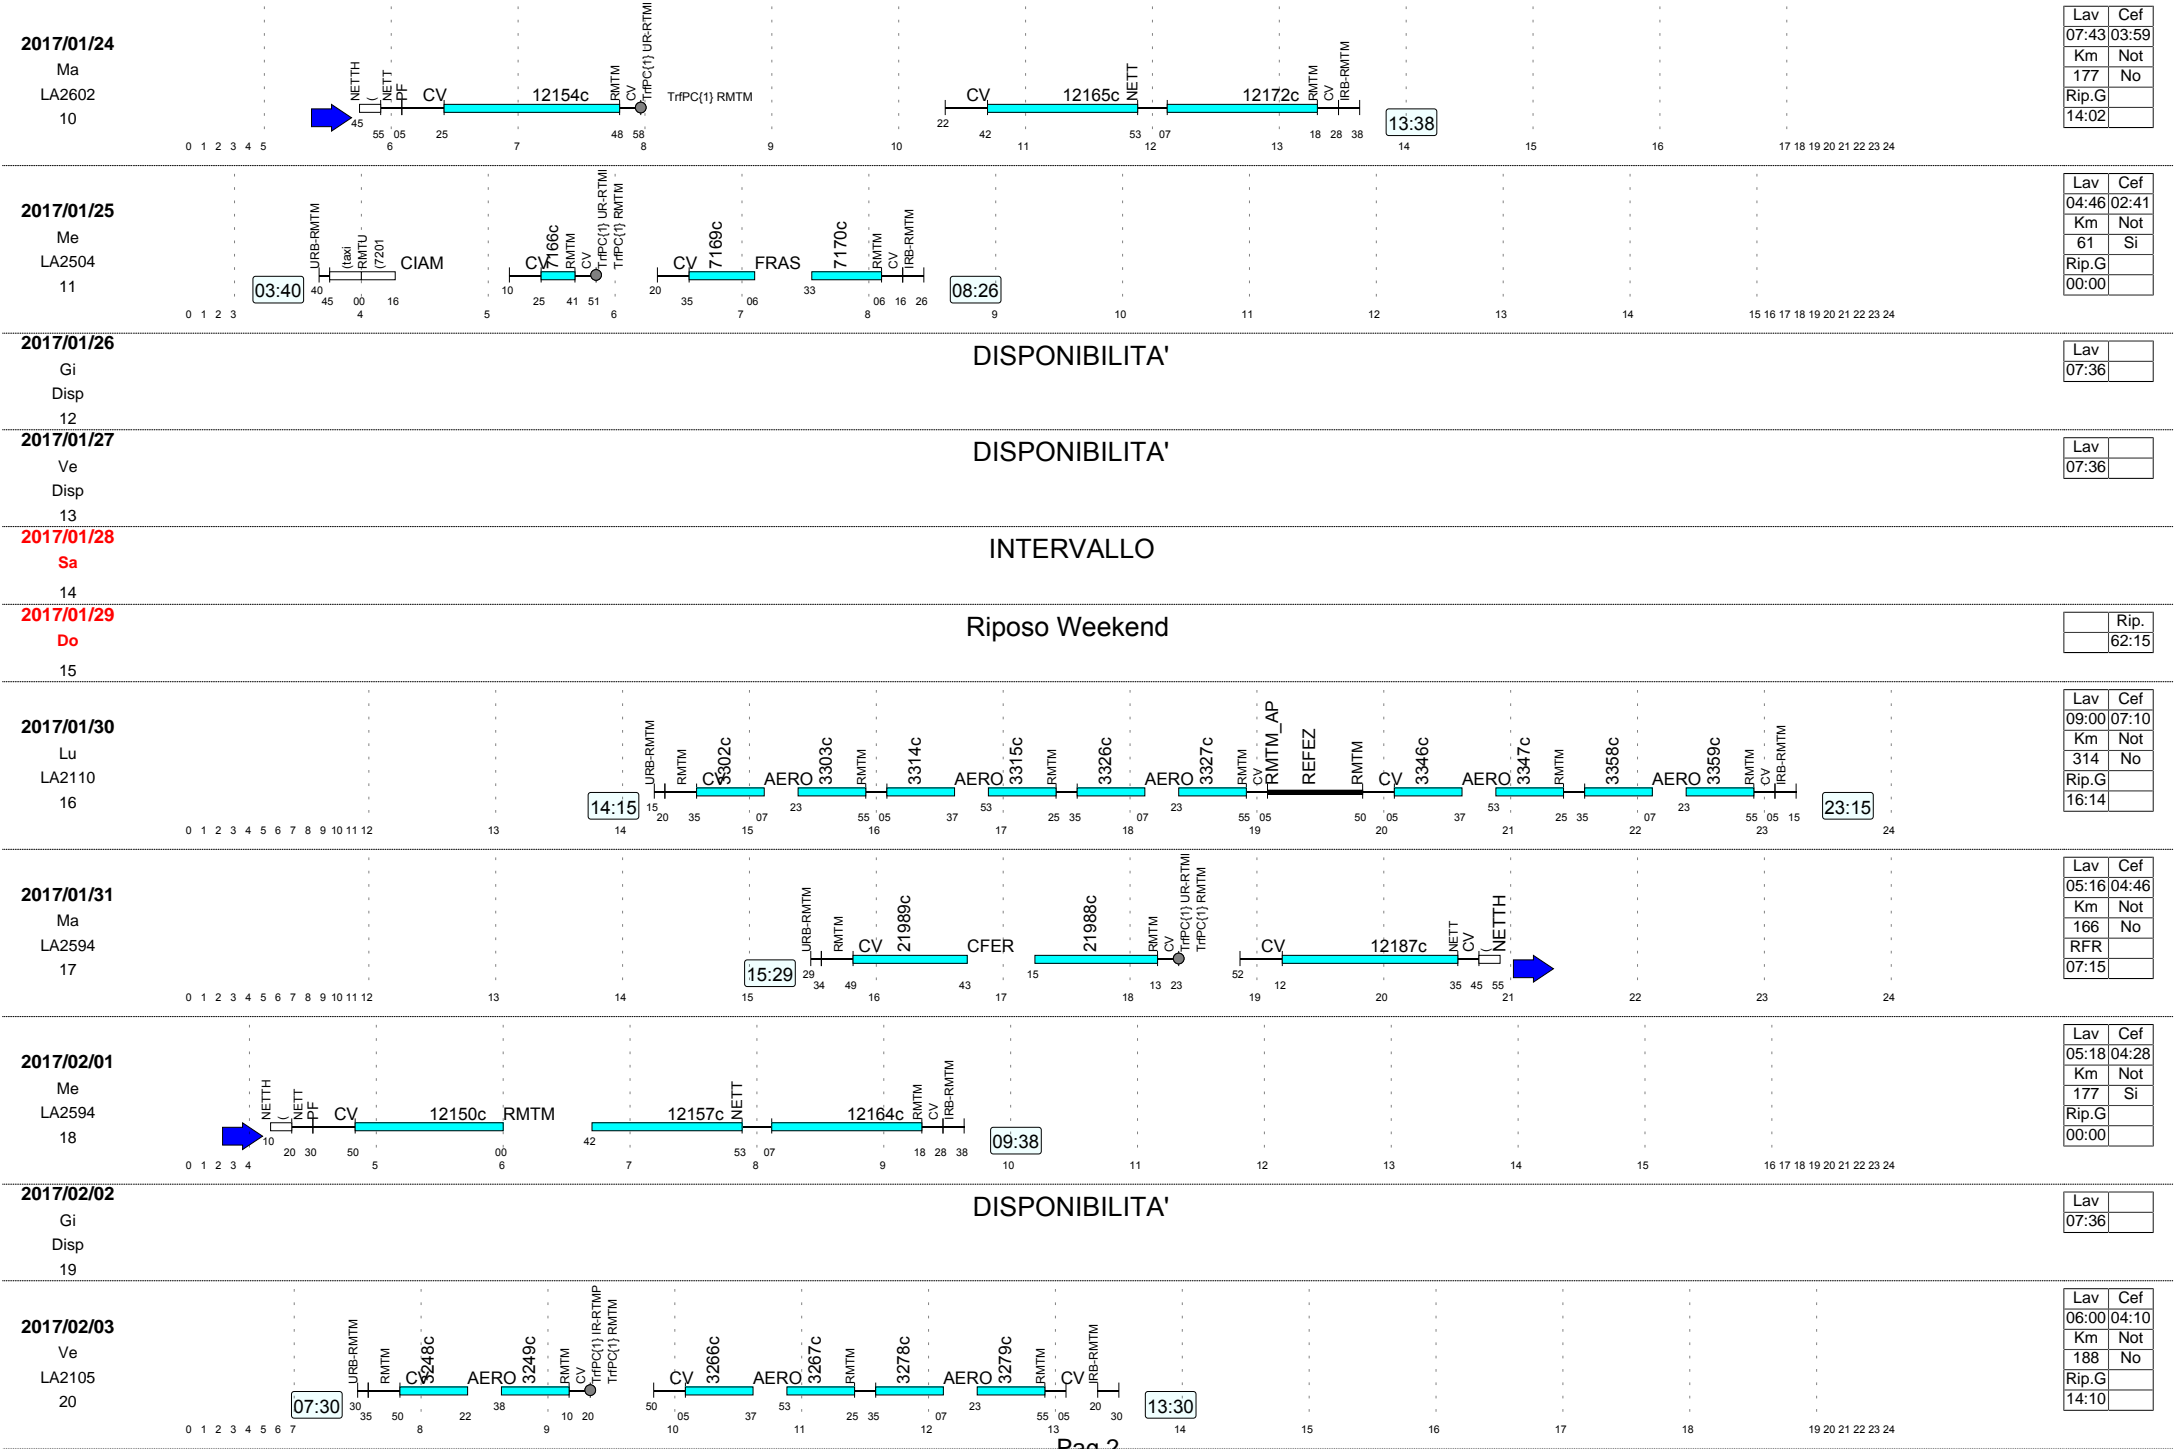 2017/01/24
Ma
LA2602
10
NETTH
(
NETT
PF
CV
12154c
RMTM
CV
TrfPC{1} UR-RTMI
TrfPC{1} RMTM
CV
12165c
NETT
12172c
RMTM
CV
IRB-RMTM
45 55 05 25 48 58 22 42 53 07 18 28 38
13:38
0 1 2 3 4 5 6 7 8 9 10 11 12 13 14 15 16 17 18 19 20 21 22 23 24
Lav Cef
07:43 03:59
Km Not
177 No
Rip.G
14:02
2017/01/25
Me
LA2504
11
03:40
URB-RMTM
(taxi
RMTU
(7201
CIAM
CV
7166c
RMTM
CV
TrfPC{1} UR-RTMI
TrfPC{1} RMTM
CV
7169c
FRAS
7170c
RMTM
CV
IRB-RMTM
40 45 00 16 10 25 41 51 20 35 06 33 06 16 26
08:26
0 1 2 3 4 5 6 7 8 9 10 11 12 13 14 15 16 17 18 19 20 21 22 23 24
Lav Cef
04:46 02:41
Km Not
61 Si
Rip.G
00:00
2017/01/26
Gi
Disp
12
DISPONIBILITA'
Lav
07:36
2017/01/27
Ve
Disp
13
DISPONIBILITA'
Lav
07:36
2017/01/28
Sa
14
INTERVALLO
2017/01/29
Do
15
Riposo Weekend
Rip.
62:15
2017/01/30
Lu
LA2110
16
14:15
URB-RMTM
RMTM
CV
3302c
AERO
3303c
RMTM
3314c
AERO
3315c
RMTM
3326c
AERO
3327c
RMTM
CV
RMTM_AP
REFEZ
RMTM
CV
3346c
AERO
3347c
RMTM
3358c
AERO
3359c
RMTM
CV
IRB-RMTM
15 20 35 07 23 55 05 37 53 25 35 07 23 55 05 50 05 37 53 25 35 07 23 55 05 15
23:15
0 1 2 3 4 5 6 7 8 9 10 11 12 13 14 15 16 17 18 19 20 21 22 23 24
Lav Cef
09:00 07:10
Km Not
314 No
Rip.G
16:14
2017/01/31
Ma
LA2594
17
15:29
URB-RMTM
RMTM
CV
21989c
CFER
21988c
RMTM
CV
TrfPC{1} UR-RTMI
TrfPC{1} RMTM
CV
12187c
NETT
CV
(
NETTH
29 34 49 43 15 13 23 52 12 35 45 55
0 1 2 3 4 5 6 7 8 9 10 11 12 13 14 15 16 17 18 19 20 21 22 23 24
Lav Cef
05:16 04:46
Km Not
166 No
RFR
07:15
2017/02/01
Me
LA2594
18
NETTH
(
NETT
PF
CV
12150c
RMTM
12157c
NETT
12164c
RMTM
CV
IRB-RMTM
10 20 30 50 00 42 53 07 18 28 38
09:38
0 1 2 3 4 5 6 7 8 9 10 11 12 13 14 15 16 17 18 19 20 21 22 23 24
Lav Cef
05:18 04:28
Km Not
177 Si
Rip.G
00:00
2017/02/02
Gi
Disp
19
DISPONIBILITA'
Lav
07:36
2017/02/03
Ve
LA2105
20
07:30
URB-RMTM
RMTM
CV
3248c
AERO
3249c
RMTM
CV
TrfPC{1} IR-RTMP
TrfPC{1} RMTM
CV
3266c
AERO
3267c
RMTM
3278c
AERO
3279c
RMTM
CV
IRB-RMTM
30 35 50 22 38 10 20 50 05 37 53 25 35 07 23 55 05 20 30
13:30
0 1 2 3 4 5 6 7 8 9 10 11 12 13 14 15 16 17 18 19 20 21 22 23 24
Lav Cef
06:00 04:10
Km Not
188 No
Rip.G
14:10
Pag 2